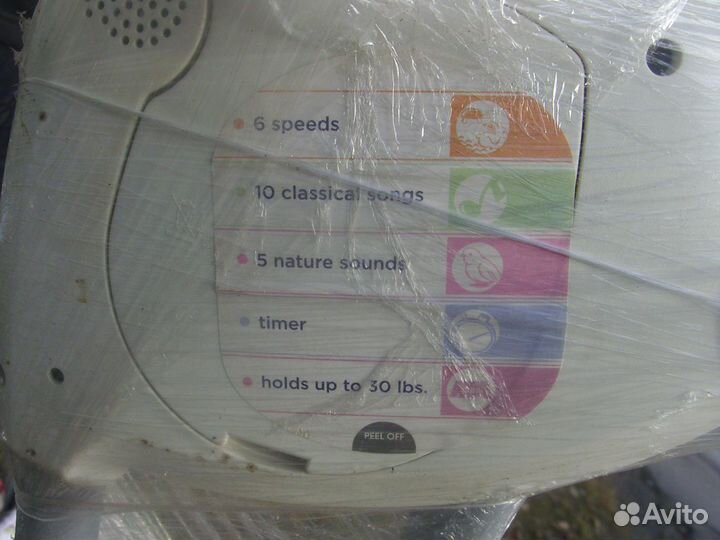 • 6 speeds
• 10 classical songs
• 5 nature sounds
• timer
• holds up to 30 lbs.
PEEL OFF
Avito